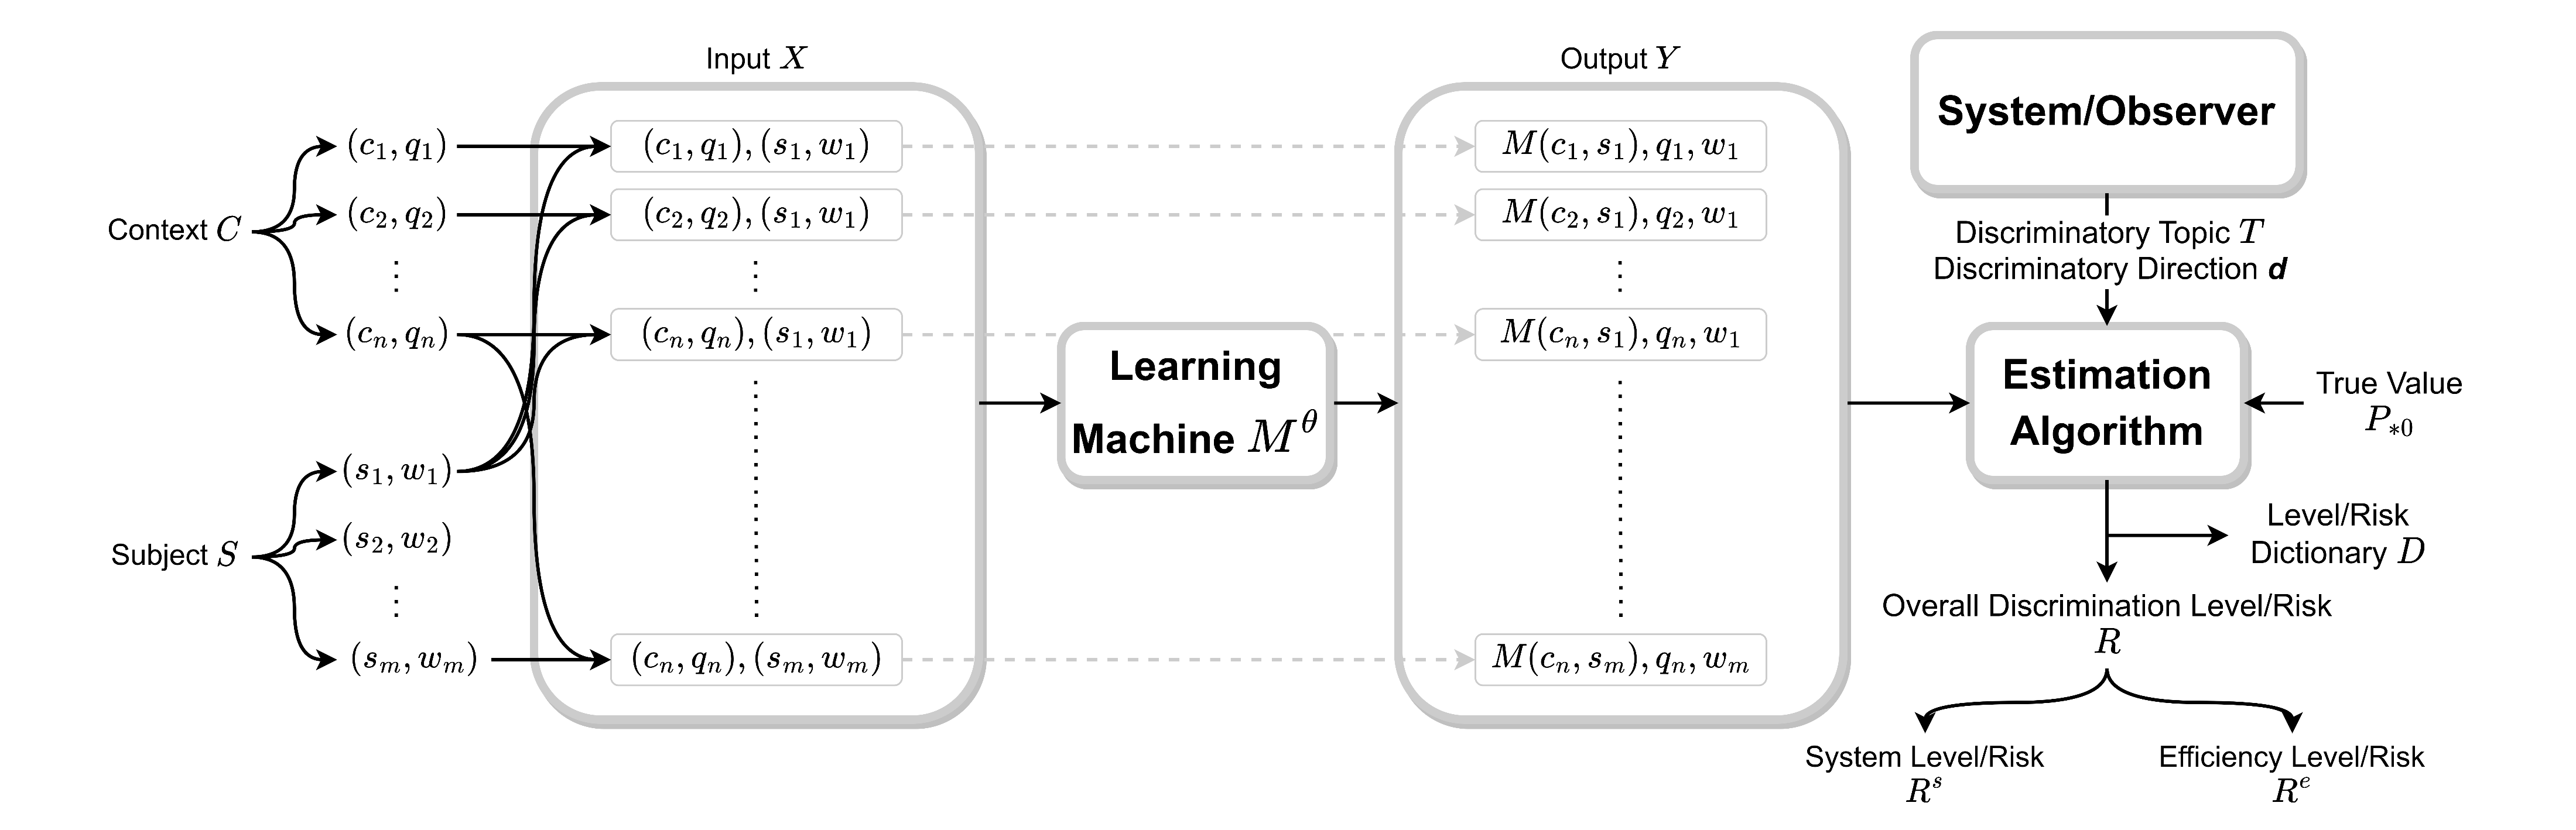 Context C
(c₁, q₁)
(c₂, q₂)
⋮
(cₙ, qₙ)
Subject S
(s₁, w₁)
(s₂, w₂)
⋮
(sₘ, wₘ)
Input X
(c₁, q₁), (s₁, w₁)
(c₂, q₂), (s₁, w₁)
⋮
(cₙ, qₙ), (s₁, w₁)
(cₙ, qₙ), (sₘ, wₘ)
Learning
Machine M^θ
Output Y
M(c₁, s₁), q₁, w₁
M(c₂, s₁), q₂, w₁
⋮
M(cₙ, s₁), qₙ, w₁
M(cₙ, sₘ), qₙ, wₘ
System/Observer
Discriminatory Topic T
Discriminatory Direction d
Estimation
Algorithm
True Value
P_{*0}
Level/Risk
Dictionary D
Overall Discrimination Level/Risk
R
System Level/Risk
R^s
Efficiency Level/Risk
R^e